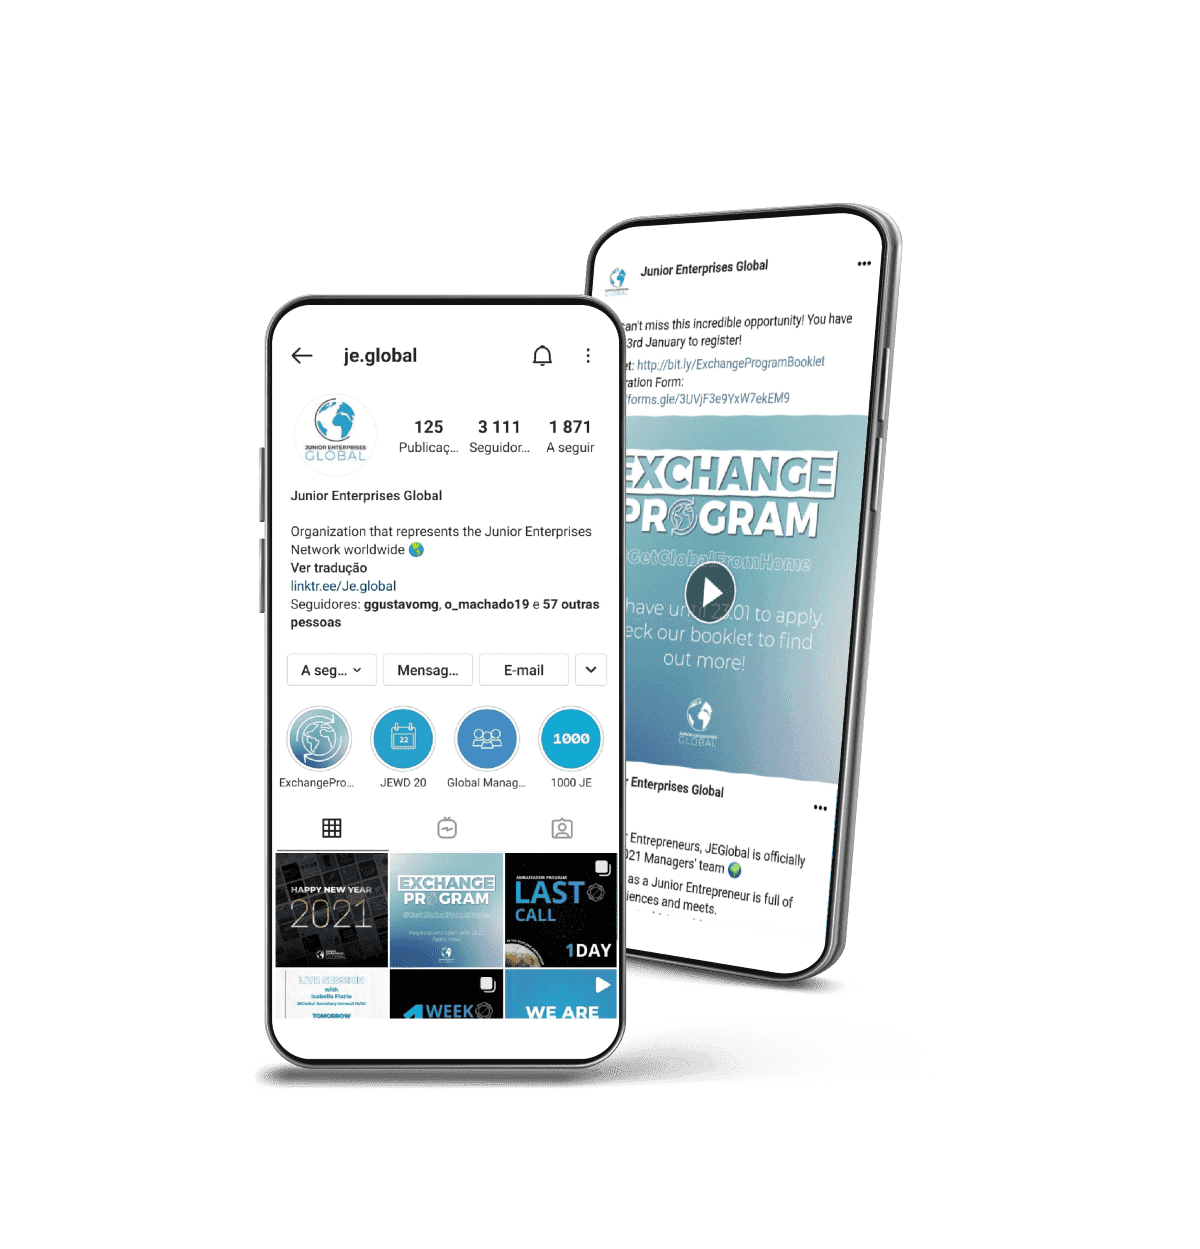 je.global
125
3 111
1 871
Publicaç...
Seguidor...
A seguir
JUNIOR ENTERPRISES
GLOBAL
Junior Enterprises Global
Organization that represents the Junior Enterprises
Network worldwide 🌎
Ver tradução
linktr.ee/Je.global
Seguidores: ggustavomg, o_machado19 e 57 outras
pessoas
A seg...
Mensag...
E-mail
22
1000
ExchangePro...
JEWD 20
Global Manag...
1000 JE
HAPPY NEW YEAR
2021
EXCHANGE
PROGRAM
AMBASSADOR PROGRAM
LAST
CALL
1DAY
LIVE SESSION
with
Isabella Fiorio
TOMORROW
1 WEEK
WE ARE
Junior Enterprises Global
GLOBAL
can't miss this incredible opportunity! You have
3rd January to register!
et: http://bit.ly/ExchangeProgramBooklet
ration Form:
/forms.gle/3UVjF3e9YxW7ekEM9
EXCHANGE
PROGRAM
#GetGlobalFromHome
have until 23.01 to apply.
eck our booklet to find
out more!
JUNIOR ENTERPRISES
GLOBAL
r Enterprises Global
r Entrepreneurs, JEGlobal is officially
021 Managers' team 🌍
as a Junior Entrepreneur is full of
iences and meets.